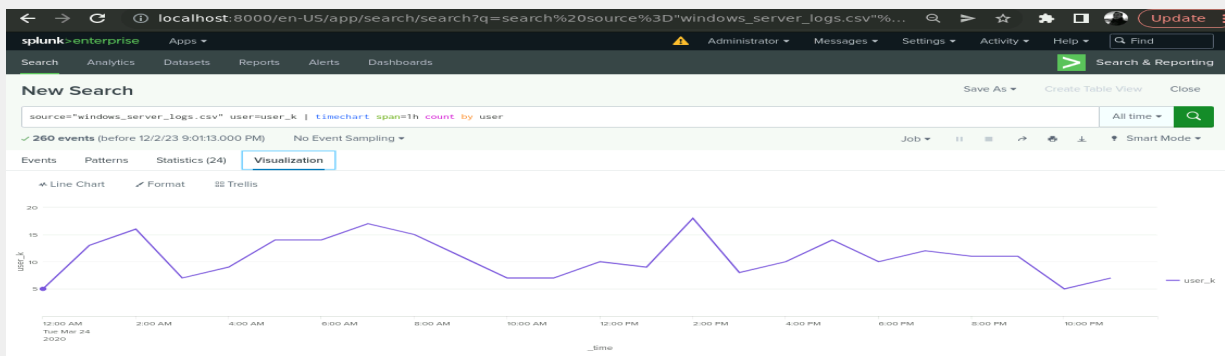 localhost:8000/en-US/app/search/search?q=search%20source%3D"windows_server_logs.csv"%... Update
splunk>enterprise Apps Administrator Messages Settings Activity Help Find
Search Analytics Datasets Reports Alerts Dashboards Search & Reporting
New Search Save As Create Table View Close
source="windows_server_logs.csv" user=user_k | timechart span=1h count by user All time
260 events (before 12/2/23 9:01:13.000 PM) No Event Sampling Job Smart Mode
Events Patterns Statistics (24) Visualization
Line Chart Format Trellis
20
15
10
5
user_k
user_k
12:00 AM 2:00 AM 4:00 AM 6:00 AM 8:00 AM 10:00 AM 12:00 PM 2:00 PM 4:00 PM 6:00 PM 8:00 PM 10:00 PM
Tue Mar 24
2020
_time